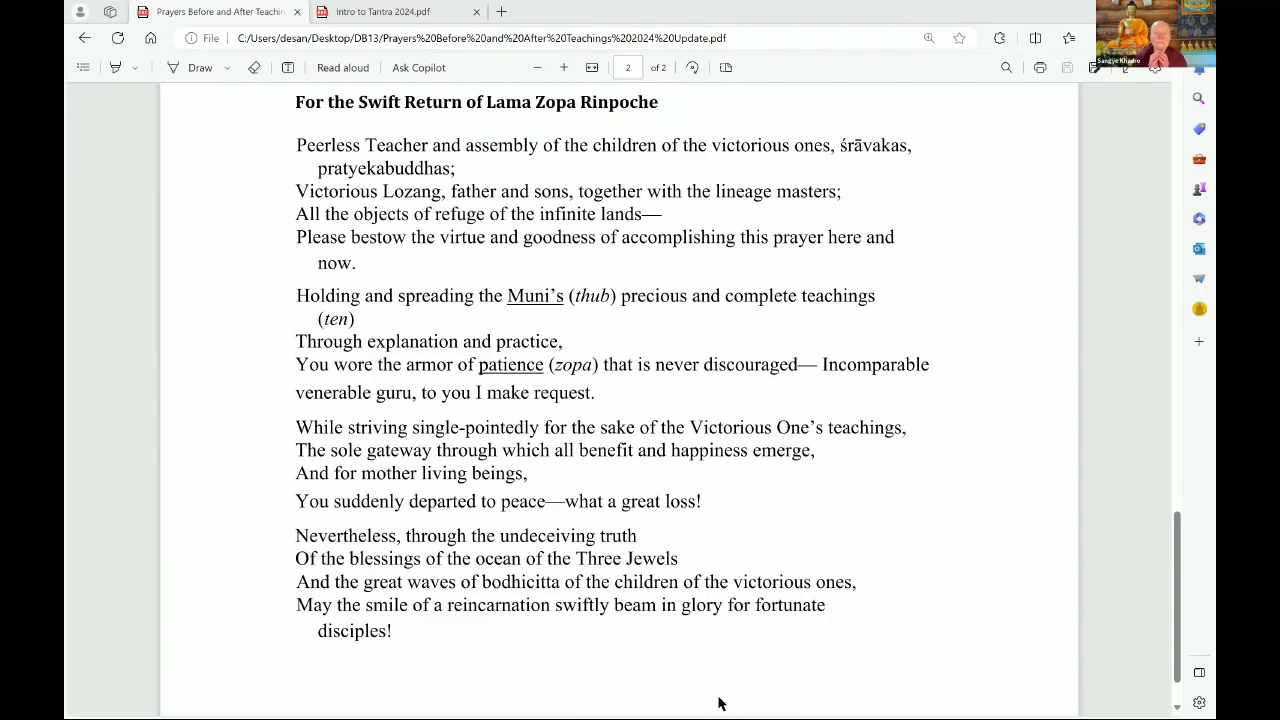 Prayers Before and After Teachin
Intro to Tantra 2024.pdf
File
C:/Users/desan/Desktop/DB13/Pra
%20After%20Teachings%202024%20Update.pdf
Draw
Read aloud
2
of 2
Sangye Khadro
For the Swift Return of Lama Zopa Rinpoche
Peerless Teacher and assembly of the children of the victorious ones, śrāvakas,
pratyekabuddhas;
Victorious Lozang, father and sons, together with the lineage masters;
All the objects of refuge of the infinite lands—
Please bestow the virtue and goodness of accomplishing this prayer here and
now.
Holding and spreading the Muni’s (thub) precious and complete teachings
(ten)
Through explanation and practice,
You wore the armor of patience (zopa) that is never discouraged— Incomparable
venerable guru, to you I make request.
While striving single-pointedly for the sake of the Victorious One’s teachings,
The sole gateway through which all benefit and happiness emerge,
And for mother living beings,
You suddenly departed to peace—what a great loss!
Nevertheless, through the undeceiving truth
Of the blessings of the ocean of the Three Jewels
And the great waves of bodhicitta of the children of the victorious ones,
May the smile of a reincarnation swiftly beam in glory for fortunate
disciples!